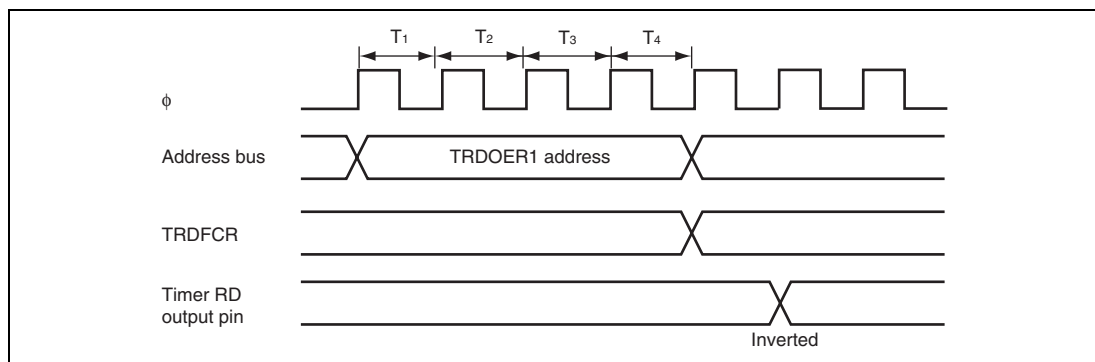 T1 T2 T3 T4
ϕ
Address bus
TRDOER1 address
TRDFCR
Timer RD
output pin
Inverted